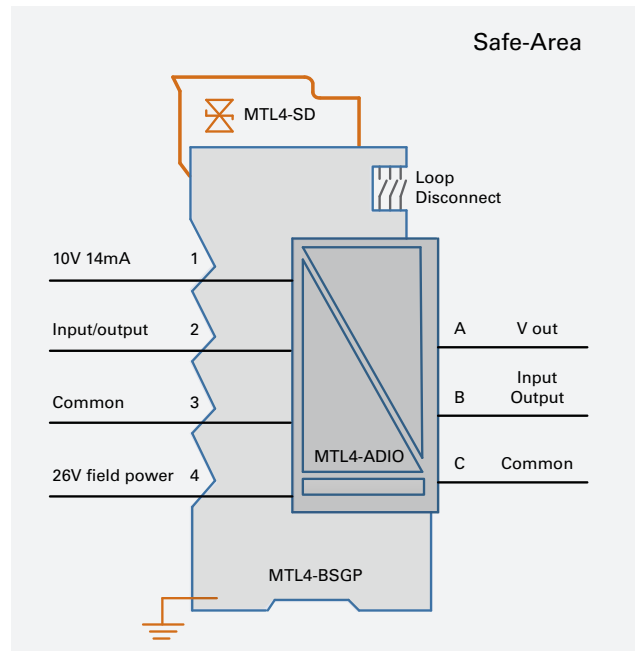 Safe-Area
MTL4-SD
Loop
Disconnect
10V 14mA 1
Input/output 2
Common 3
26V field power 4
A V out
Input
B Output
C Common
MTL4-ADIO
MTL4-BSGP